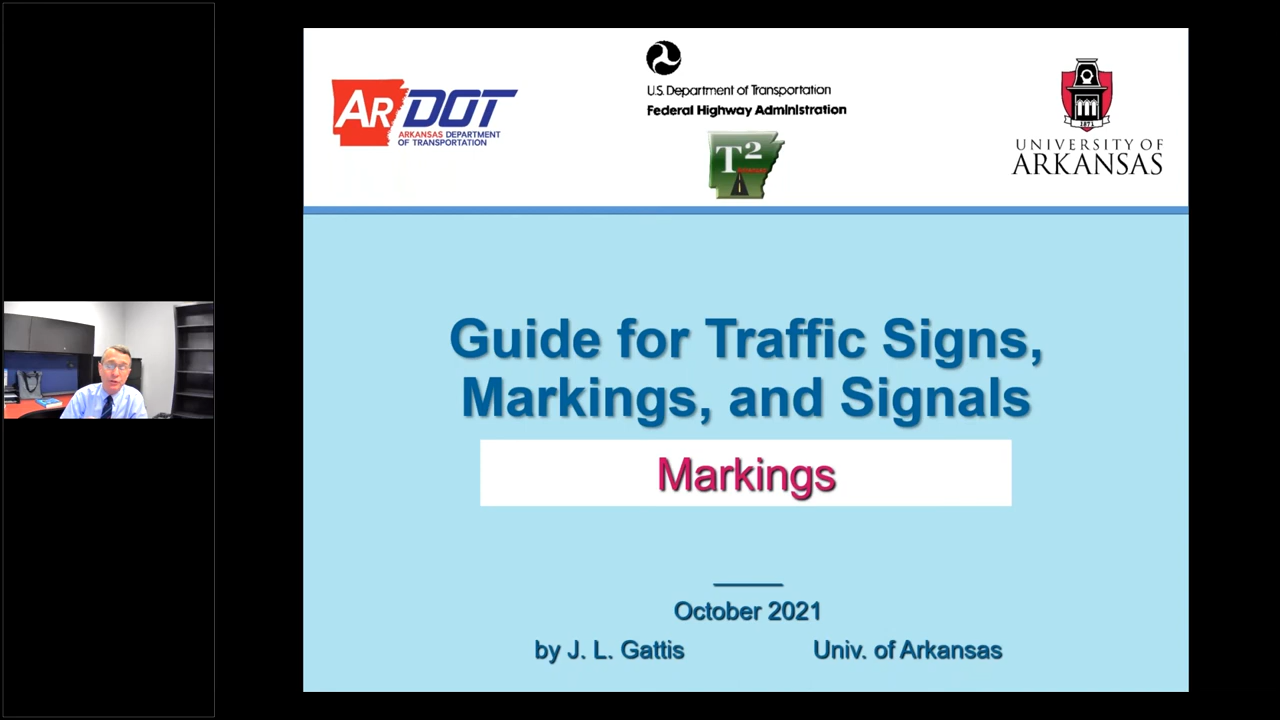 ARDOT
ARKANSAS DEPARTMENT
OF TRANSPORTATION
U.S. Department of Transportation
Federal Highway Administration
T2
1871
UNIVERSITY OF
ARKANSAS
Guide for Traffic Signs,
Markings, and Signals
Markings
October 2021
by J. L. Gattis Univ. of Arkansas